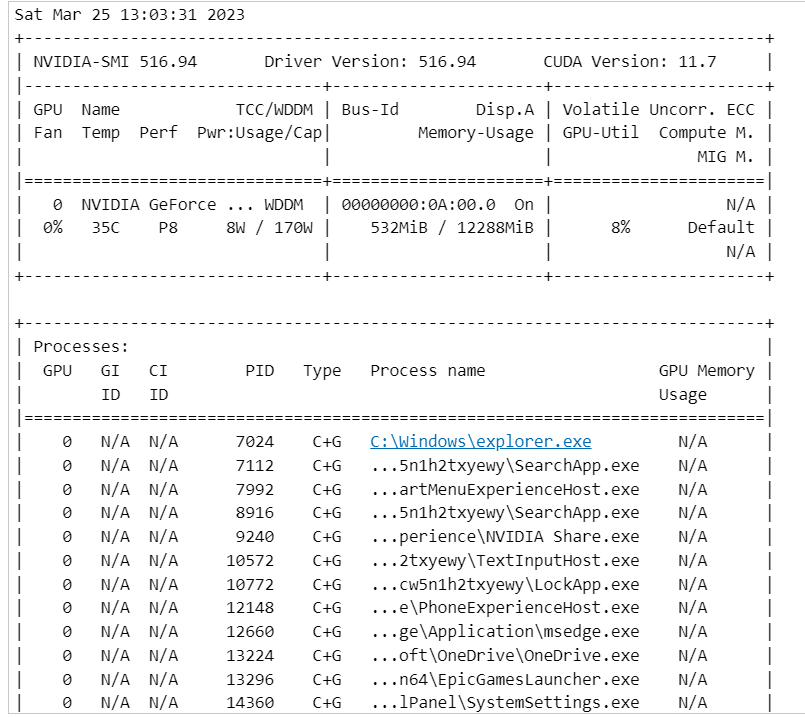 Sat Mar 25 13:03:31 2023
+-----------------------------------------------------------------------------+
| NVIDIA-SMI 516.94       Driver Version: 516.94       CUDA Version: 11.7     |
|-------------------------------+----------------------+----------------------+
| GPU  Name            TCC/WDDM | Bus-Id        Disp.A | Volatile Uncorr. ECC |
| Fan  Temp  Perf  Pwr:Usage/Cap|         Memory-Usage | GPU-Util  Compute M. |
|                               |                      |               MIG M. |
|===============================+======================+======================|
|   0  NVIDIA GeForce ... WDDM  | 00000000:0A:00.0  On |                  N/A |
|  0%   35C    P8     8W / 170W |    532MiB / 12288MiB |      8%      Default |
|                               |                      |                  N/A |
+-------------------------------+----------------------+----------------------+
+-----------------------------------------------------------------------------+
| Processes:                                                                  |
|  GPU   GI   CI        PID   Type   Process name                  GPU Memory |
|        ID   ID                                                   Usage      |
|=============================================================================|
|    0   N/A  N/A      7024    C+G   C:\Windows\explorer.exe         N/A      |
|    0   N/A  N/A      7112    C+G   ...5n1h2txyewy\SearchApp.exe    N/A      |
|    0   N/A  N/A      7992    C+G   ...artMenuExperienceHost.exe    N/A      |
|    0   N/A  N/A      8916    C+G   ...5n1h2txyewy\SearchApp.exe    N/A      |
|    0   N/A  N/A      9240    C+G   ...perience\NVIDIA Share.exe    N/A      |
|    0   N/A  N/A     10572    C+G   ...2txyewy\TextInputHost.exe    N/A      |
|    0   N/A  N/A     10772    C+G   ...cw5n1h2txyewy\LockApp.exe    N/A      |
|    0   N/A  N/A     12148    C+G   ...e\PhoneExperienceHost.exe    N/A      |
|    0   N/A  N/A     12660    C+G   ...ge\Application\msedge.exe    N/A      |
|    0   N/A  N/A     13224    C+G   ...oft\OneDrive\OneDrive.exe    N/A      |
|    0   N/A  N/A     13296    C+G   ...n64\EpicGamesLauncher.exe    N/A      |
|    0   N/A  N/A     14360    C+G   ...lPanel\SystemSettings.exe    N/A      |